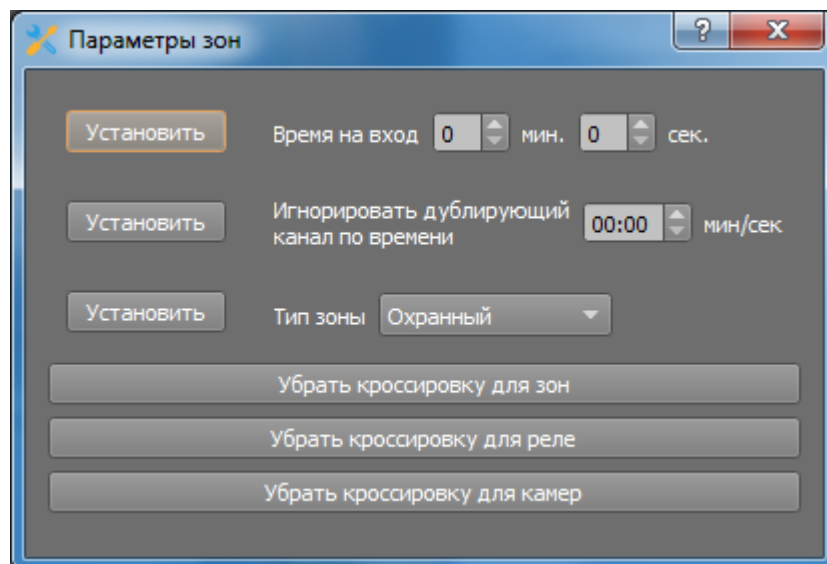 Параметры зон
Установить Время на вход 0 мин. 0 сек.
Установить Игнорировать дублирующий
канал по времени 00:00 мин/сек
Установить Тип зоны Охранный
Убрать кроссировку для зон
Убрать кроссировку для реле
Убрать кроссировку для камер